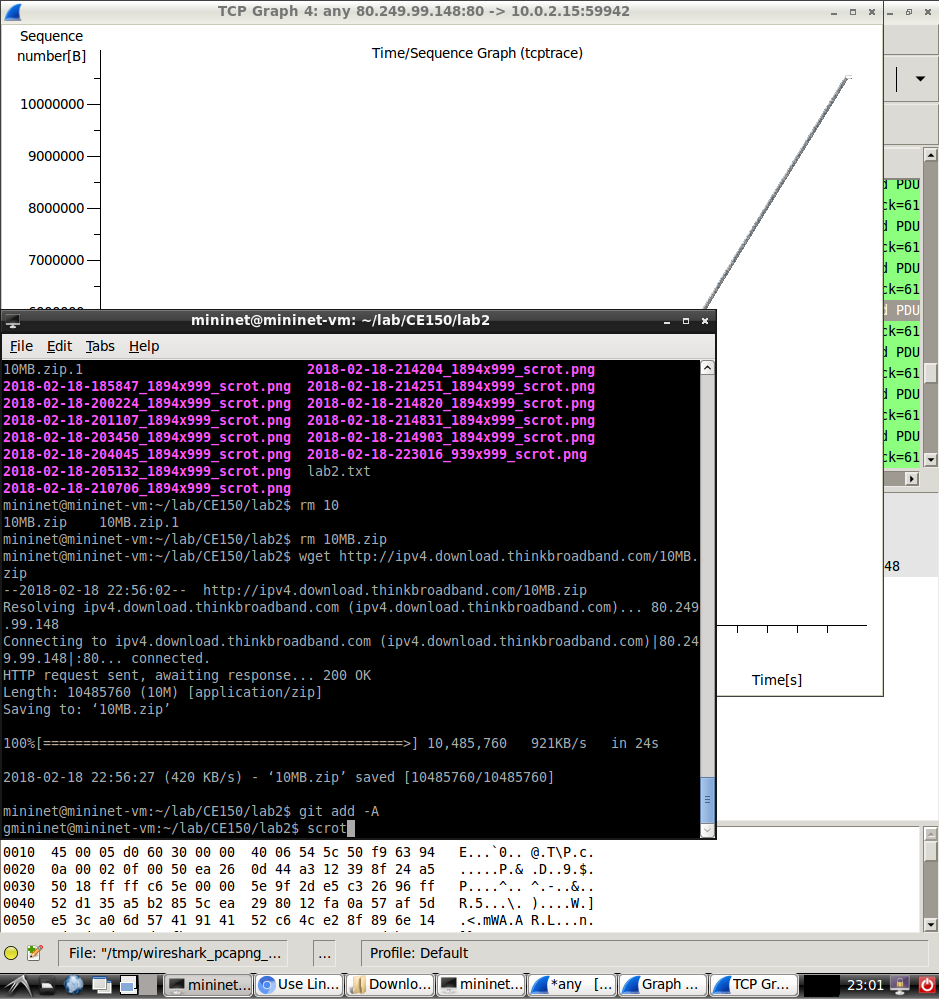 TCP Graph 4: any 80.249.99.148:80 -> 10.0.2.15:59942
Sequence
number[B]
Time/Sequence Graph (tcptrace)
10000000
9000000
8000000
7000000
d PDU
ck=61
d PDU
ck=61
d PDU
ck=61
d PDU
ck=61
d PDU
ck=61
d PDU
ck=61
d PDU
ck=61
48
Time[s]
mininet@mininet-vm: ~/lab/CE150/lab2
File Edit Tabs Help
10MB.zip.1 2018-02-18-214204_1894x999_scrot.png
2018-02-18-185847_1894x999_scrot.png 2018-02-18-214251_1894x999_scrot.png
2018-02-18-200224_1894x999_scrot.png 2018-02-18-214820_1894x999_scrot.png
2018-02-18-201107_1894x999_scrot.png 2018-02-18-214831_1894x999_scrot.png
2018-02-18-203450_1894x999_scrot.png 2018-02-18-214903_1894x999_scrot.png
2018-02-18-204045_1894x999_scrot.png 2018-02-18-223016_939x999_scrot.png
2018-02-18-205132_1894x999_scrot.png lab2.txt
2018-02-18-210706_1894x999_scrot.png
mininet@mininet-vm:~/lab/CE150/lab2$ rm 10
10MB.zip 10MB.zip.1
mininet@mininet-vm:~/lab/CE150/lab2$ rm 10MB.zip
mininet@mininet-vm:~/lab/CE150/lab2$ wget http://ipv4.download.thinkbroadband.com/10MB.
zip
--2018-02-18 22:56:02-- http://ipv4.download.thinkbroadband.com/10MB.zip
Resolving ipv4.download.thinkbroadband.com (ipv4.download.thinkbroadband.com)... 80.249
.99.148
Connecting to ipv4.download.thinkbroadband.com (ipv4.download.thinkbroadband.com)|80.24
9.99.148|:80... connected.
HTTP request sent, awaiting response... 200 OK
Length: 10485760 (10M) [application/zip]
Saving to: ‘10MB.zip’
100%[=============================================>] 10,485,760 921KB/s in 24s
2018-02-18 22:56:27 (420 KB/s) - ‘10MB.zip’ saved [10485760/10485760]
mininet@mininet-vm:~/lab/CE150/lab2$ git add -A
gmininet@mininet-vm:~/lab/CE150/lab2$ scrot
0010 45 00 05 d0 60 30 00 00 40 06 54 5c 50 f9 63 94 E...`0.. @.T\P.c.
0020 0a 00 02 0f 00 50 ea 26 0d 44 a3 12 39 8f 24 a5 .....P.& .D..9.$.
0030 50 18 ff ff c6 5e 00 00 5e 9f 2d e5 c3 26 96 ff P....^.. ^.-..&..
0040 52 d1 35 a5 b2 85 5c ea 29 80 12 fa 0a 57 af 5d R.5...\. )....W.]
0050 e5 3c a0 6d 57 41 91 41 52 c6 4c e2 8f 89 6e 14 .<.mWA.A R.L...n.
File: "/tmp/wireshark_pcapng_... ... Profile: Default
mininet... Use Lin... Downlo... mininet... *any [... Graph ... TCP Gr... 23:01